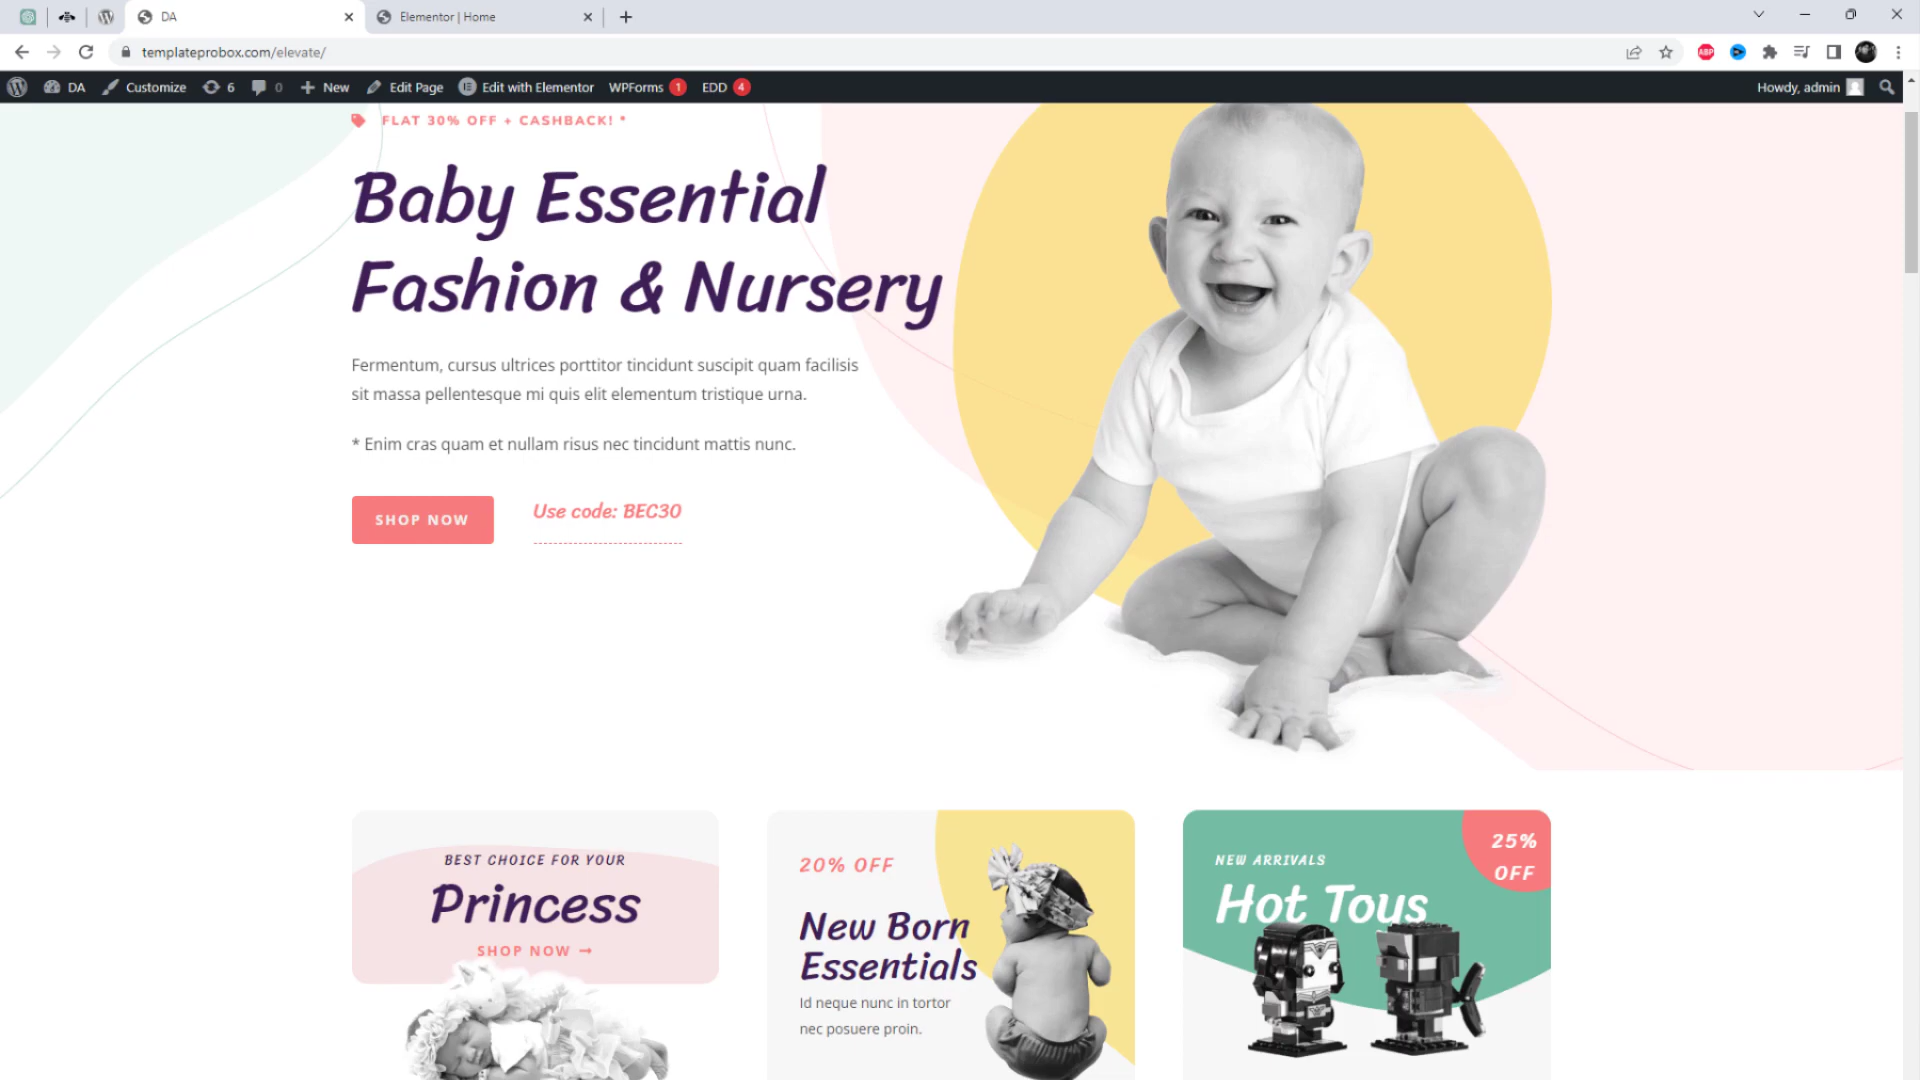 DA
Elementor | Home
templateprobox.com/elevate/
ABP
DA
Customize
6
0
New
Edit Page
Edit with Elementor
WPForms 1
EDD 4
Howdy, admin
FLAT 30% OFF + CASHBACK! *
Baby Essential
Fashion & Nursery
Fermentum, cursus ultrices porttitor tincidunt suscipit quam facilisis
sit massa pellentesque mi quis elit elementum tristique urna.
* Enim cras quam et nullam risus nec tincidunt mattis nunc.
SHOP NOW
Use code: BEC30
BEST CHOICE FOR YOUR
Princess
SHOP NOW →
20% OFF
New Born
Essentials
Id neque nunc in tortor
nec posuere proin.
NEW ARRIVALS
Hot Toys
25%
OFF